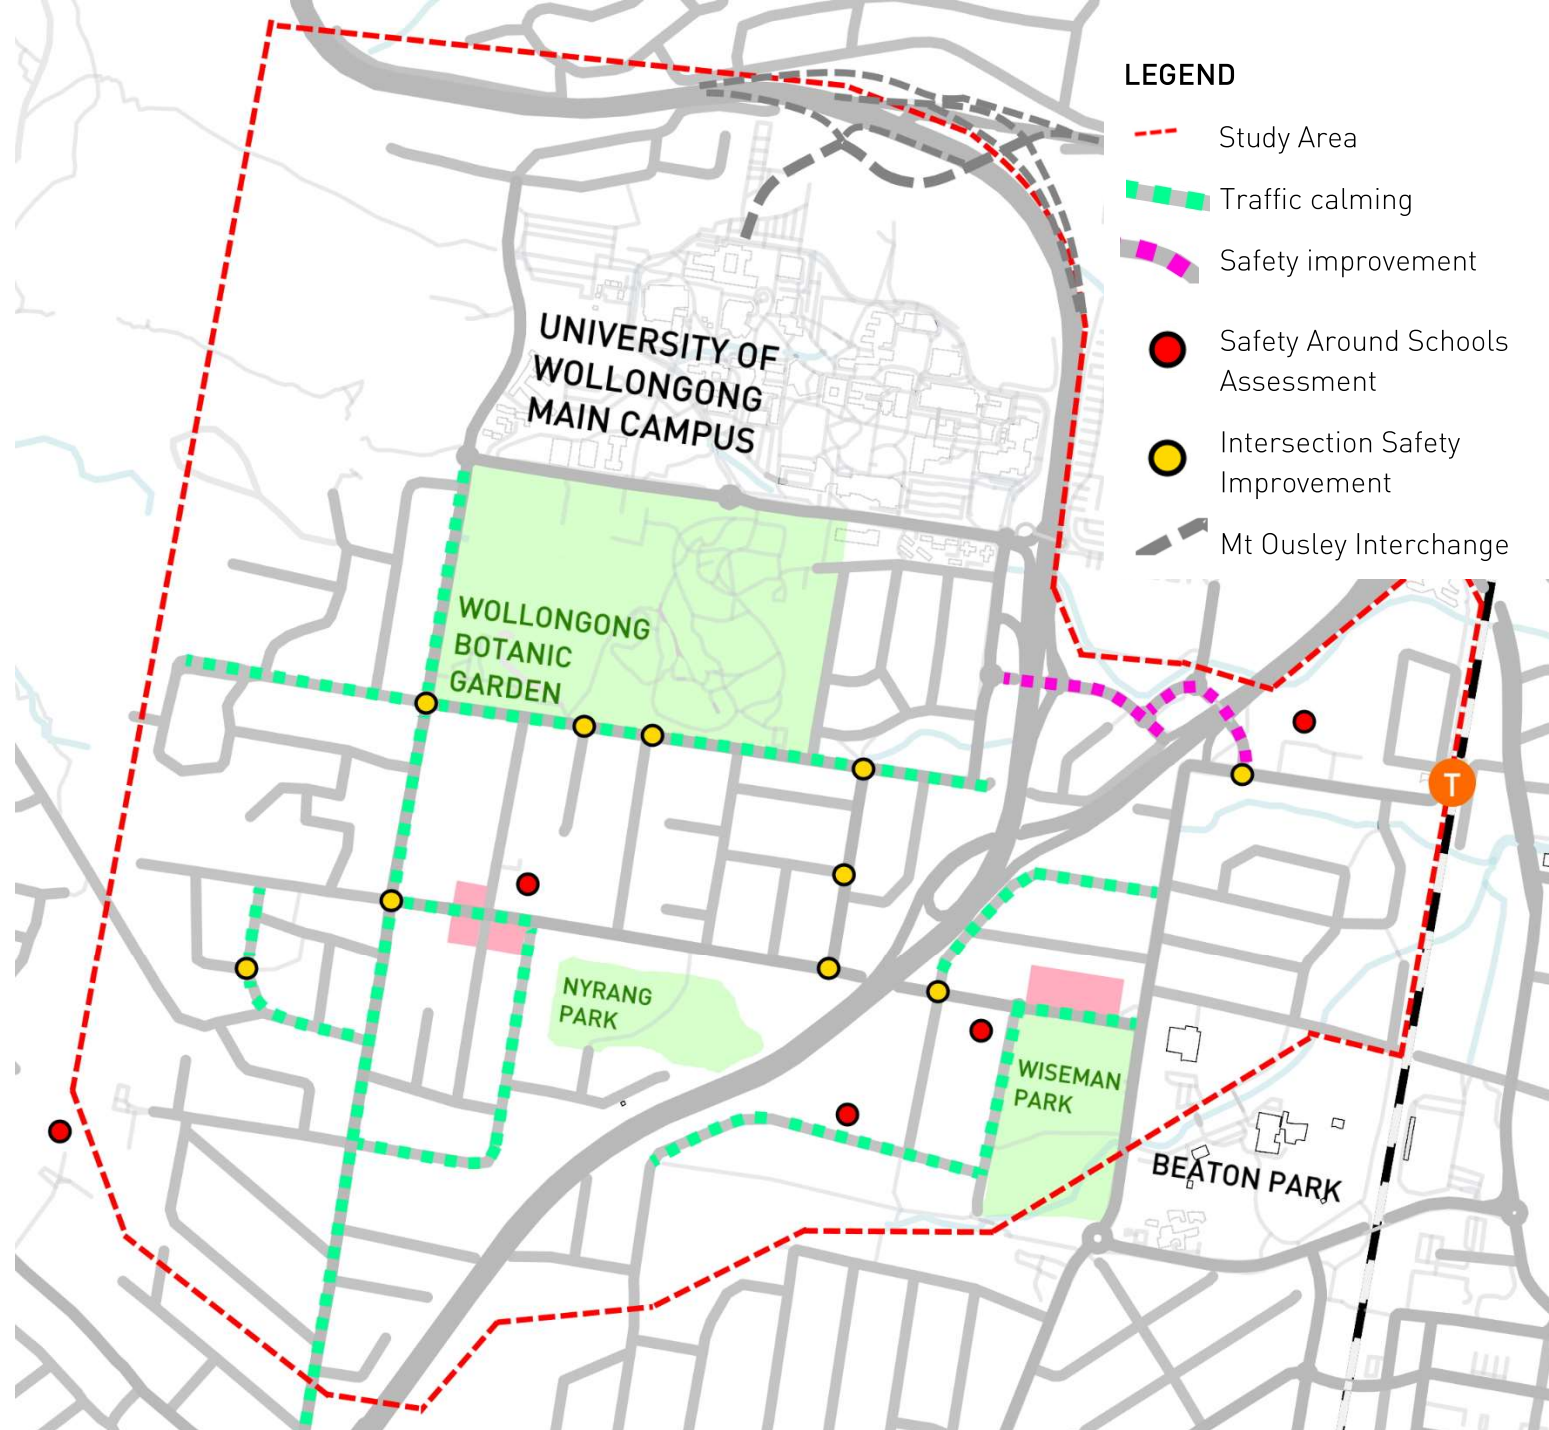 LEGEND
Study Area
Traffic calming
Safety improvement
Safety Around Schools
Assessment
Intersection Safety
Improvement
Mt Ousley Interchange
UNIVERSITY OF
WOLLONGONG
MAIN CAMPUS
WOLLONGONG
BOTANIC
GARDEN
T
NYRANG
PARK
WISEMAN
PARK
BEATON PARK